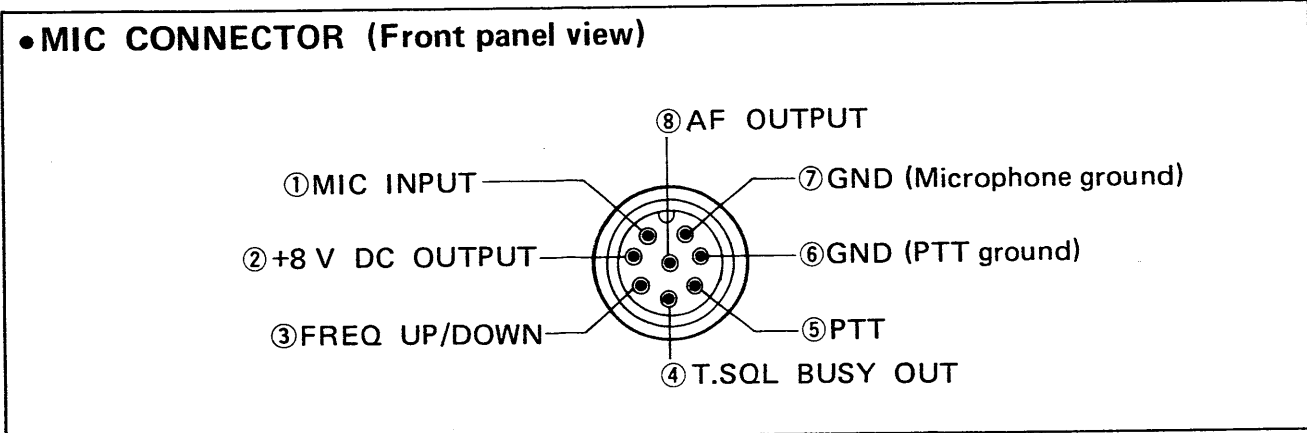 •MIC CONNECTOR (Front panel view)
⑧AF OUTPUT
①MIC INPUT
⑦GND (Microphone ground)
②+8 V DC OUTPUT
⑥GND (PTT ground)
③FREQ UP/DOWN
⑤PTT
④T.SQL BUSY OUT